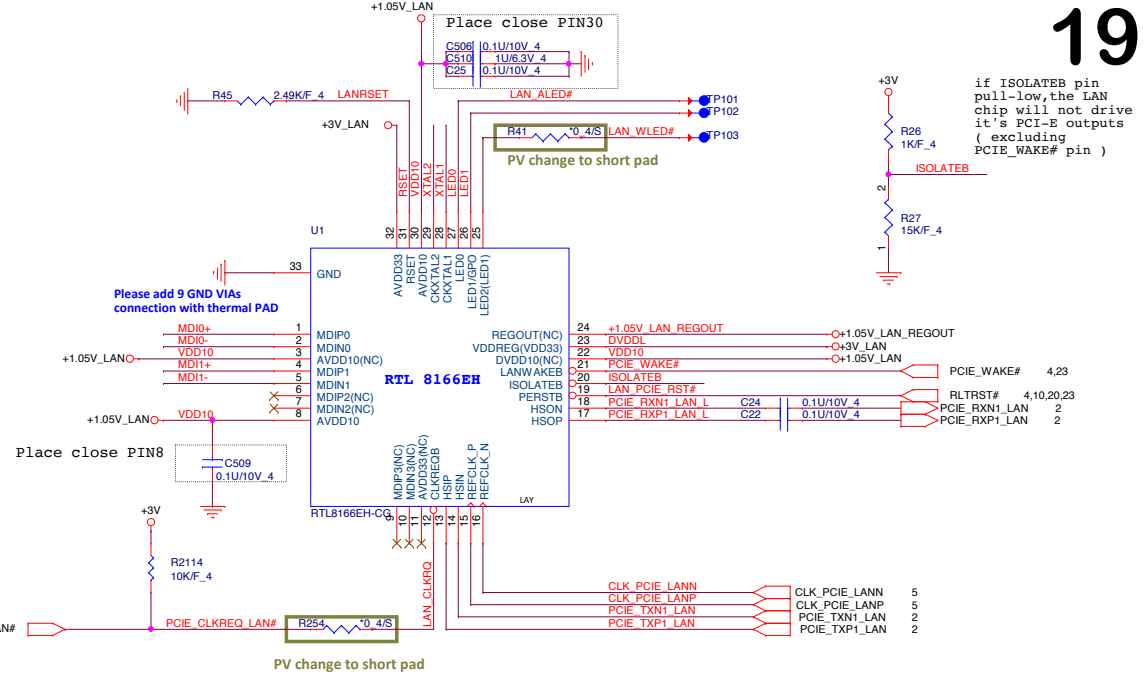 +1.05V_LAN
Place close PIN30
19
C506 0.1U/10V_4
C510 1U/6.3V_4
C25 0.1U/10V_4
+3V
if ISOLATEB pin
pull-low,the LAN
chip will not drive
it's PCI-E outputs
( excluding
PCIE_WAKE# pin )
R45 2.49K/F_4 LANRSET
LAN_ALED# TP101
TP102
+3V_LAN
R41 *0_4/S LAN_WLED# TP103
PV change to short pad
R26
1K/F_4
ISOLATEB
2
R27
15K/F_4
1
RSET
VDD10
XTAL2
XTAL1
LED0
LED1
U1
32
31
30
29
28
27
26
25
AVDD33
RSET
AVDD10
CKXTAL2
CKXTAL1
LED0
LED1/GPO
LED2(LED1)
33 GND
Please add 9 GND VIAs
connection with thermal PAD
MDI0+ 1 MDIP0
MDI0- 2 MDIN0
+1.05V_LAN VDD10 3 AVDD10(NC)
MDI1+ 4 MDIP1
MDI1- 5 MDIN1
6 MDIP2(NC)
7 MDIN2(NC)
+1.05V_LAN VDD10 8 AVDD10
RTL 8166EH
REGOUT(NC) 24 +1.05V_LAN_REGOUT +1.05V_LAN_REGOUT
VDDREG(VDD33) 23 DVDDL +3V_LAN
DVDD10(NC) 22 VDD10 +1.05V_LAN
LANWAKEB 21 PCIE_WAKE# PCIE_WAKE# 4,23
ISOLATEB 20 ISOLATEB
PERSTB 19 LAN_PCIE_RST# RLTRST# 4,10,20,23
HSON 18 PCIE_RXN1_LAN_L C24 0.1U/10V_4 PCIE_RXN1_LAN 2
HSOP 17 PCIE_RXP1_LAN_L C22 0.1U/10V_4 PCIE_RXP1_LAN 2
Place close PIN8
C509
0.1U/10V_4
MDIP3(NC)
MDIN3(NC)
AVDD33(NC)
CLKREQB
HSIP
HSIN
REFCLK_P
REFCLK_N
LAY
RTL8166EH-CG
9
10
11
12
13
14
15
16
+3V
R2114
10K/F_4
LAN_CLKRQ
CLK_PCIE_LANN CLK_PCIE_LANN 5
CLK_PCIE_LANP CLK_PCIE_LANP 5
PCIE_TXN1_LAN PCIE_TXN1_LAN 2
PCIE_TXP1_LAN PCIE_TXP1_LAN 2
AN# PCIE_CLKREQ_LAN# R254 *0_4/S
PV change to short pad